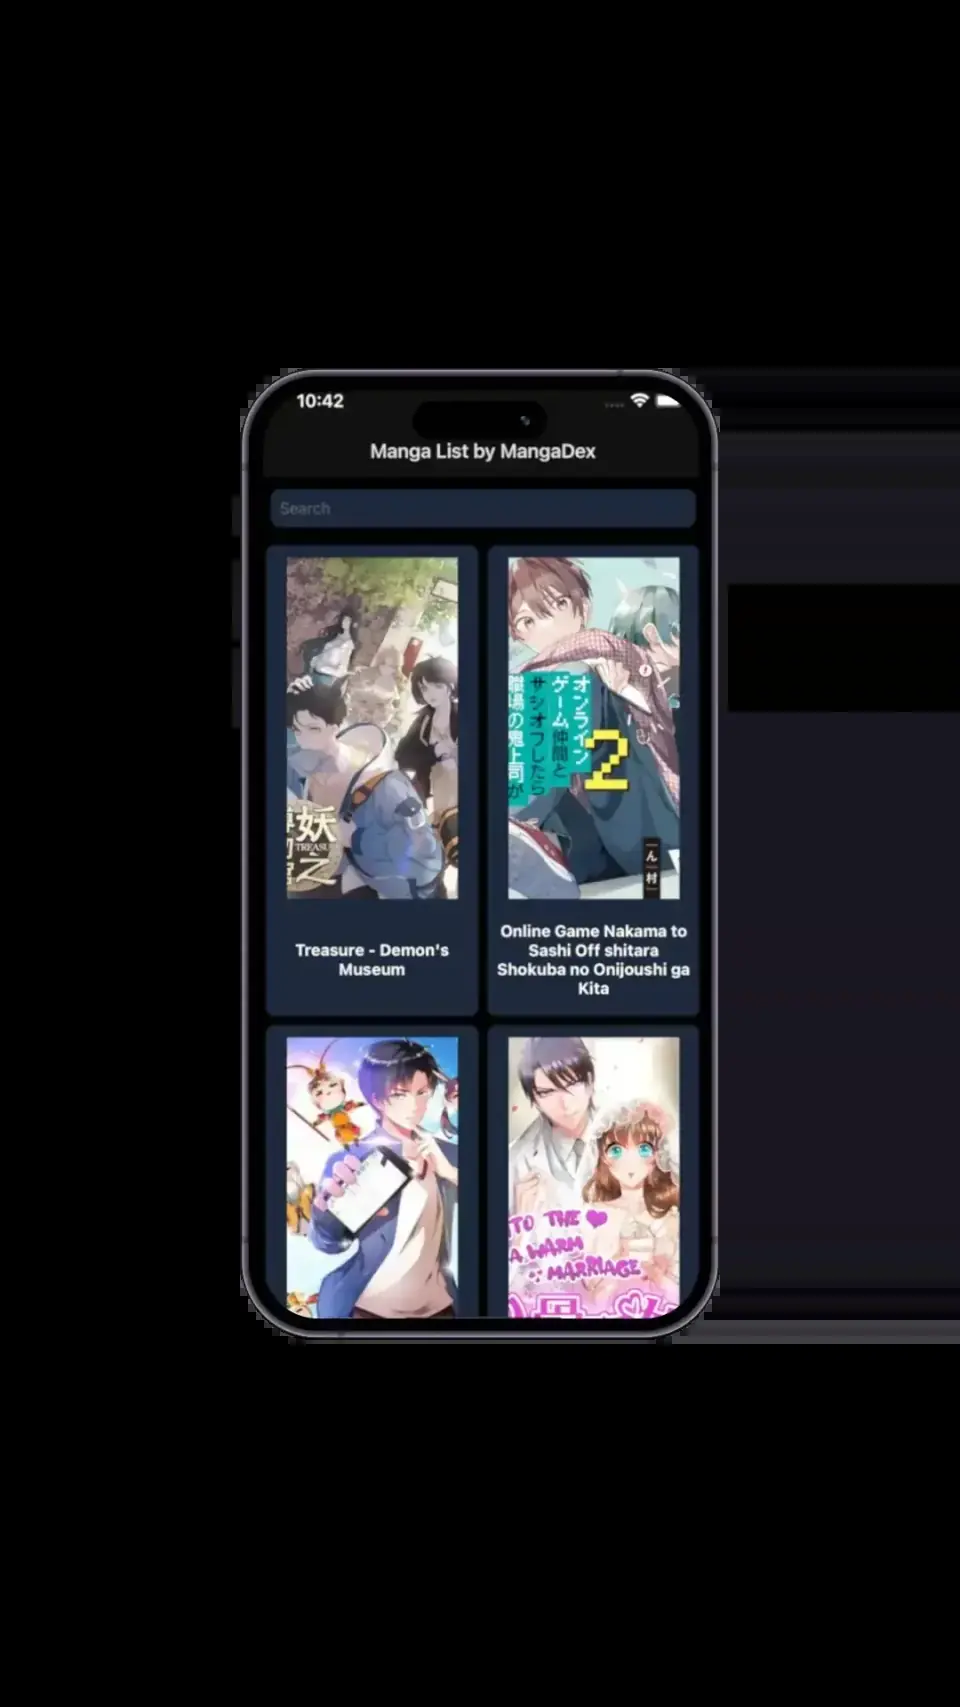 10:42
Manga List by MangaDex
Search
妖
TREASU
之
オンライン
ゲーム仲間と
サシオフしたら
職場の鬼上司が
2
一
ん
村
Treasure - Demon's
Museum
Online Game Nakama to
Sashi Off shitara
Shokuba no Onijoushi ga
Kita
TO THE
A WARM
MARRIAGE